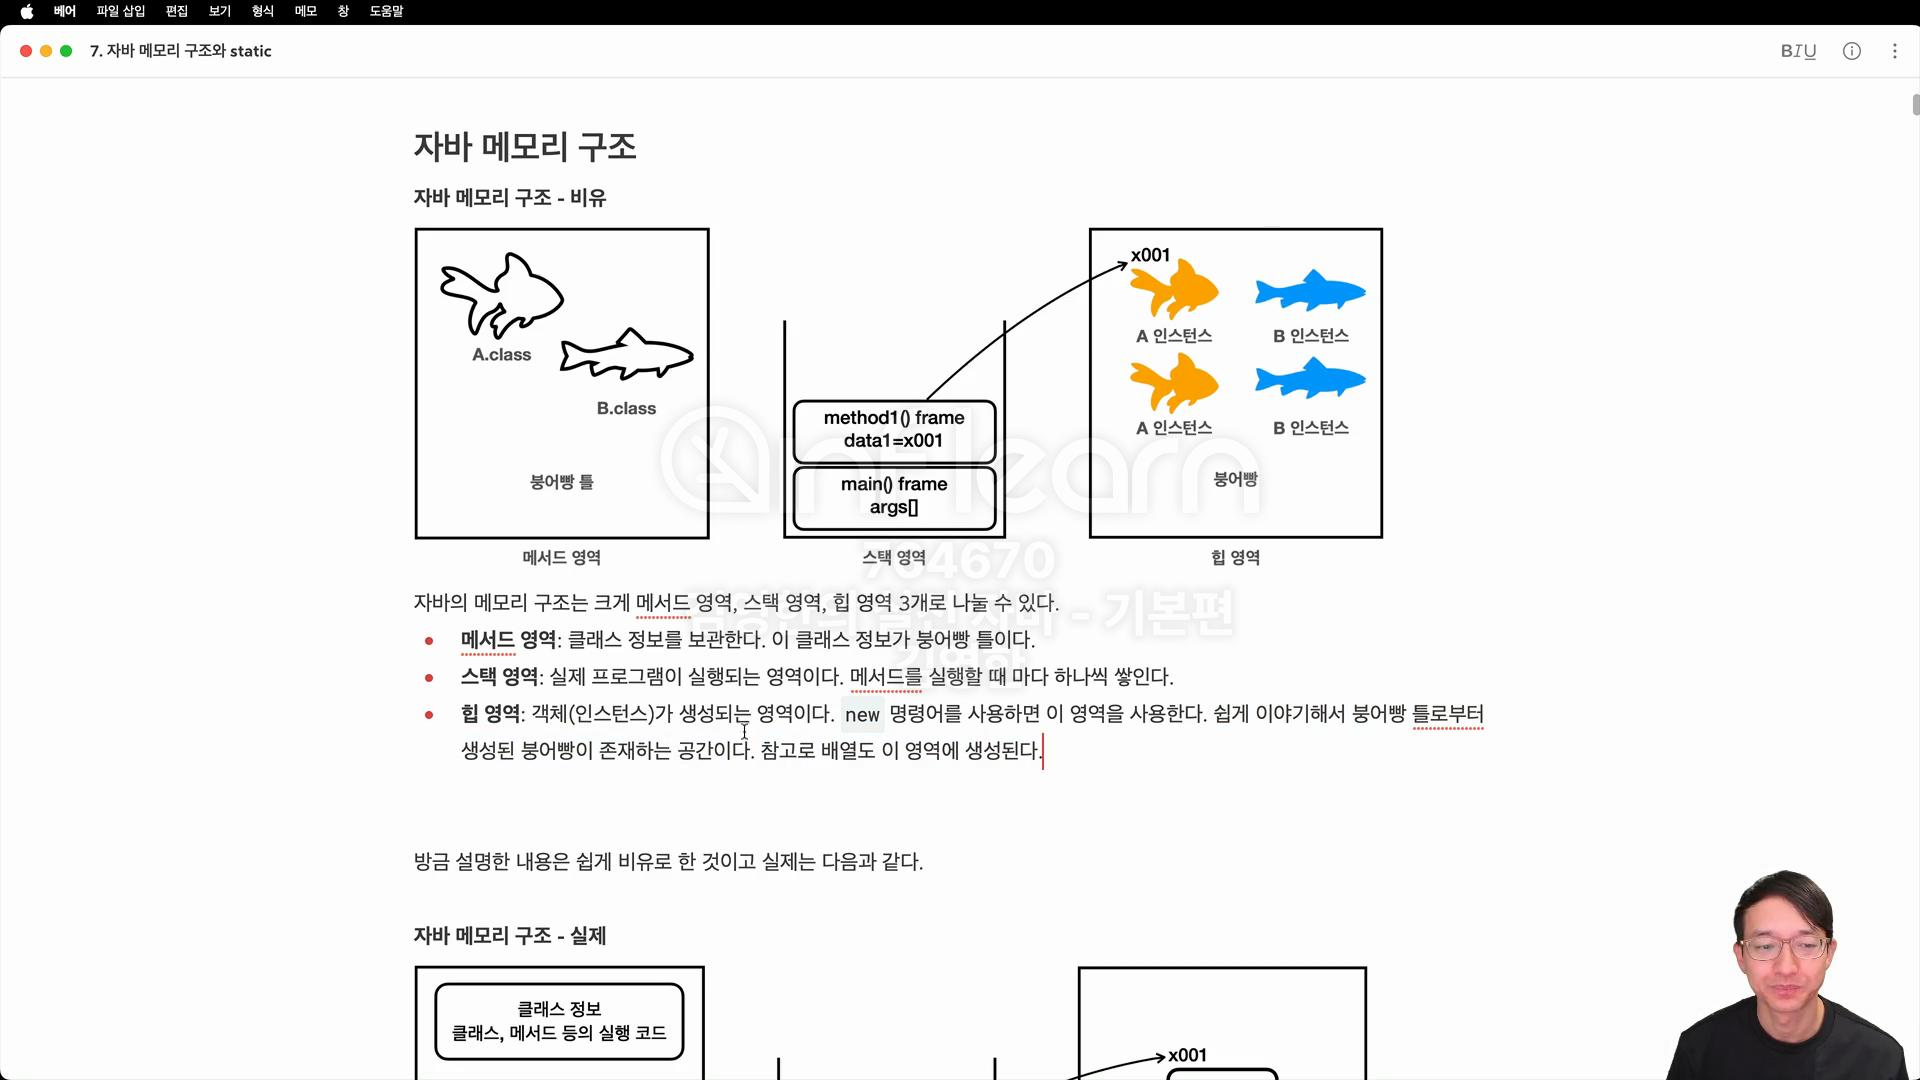 베어 파일 삽입 편집 보기 형식 메모 창 도움말
7. 자바 메모리 구조와 static
BIU
자바 메모리 구조
자바 메모리 구조 - 비유
A.class
B.class
붕어빵 틀
메서드 영역
method1() frame
data1=x001
main() frame
args[]
스택 영역
x001
A 인스턴스 B 인스턴스
A 인스턴스 B 인스턴스
붕어빵
힙 영역
inflearn
764670
김영한의 실전 자바 - 기본편
김영한
자바의 메모리 구조는 크게 메서드 영역, 스택 영역, 힙 영역 3개로 나눌 수 있다.
메서드 영역: 클래스 정보를 보관한다. 이 클래스 정보가 붕어빵 틀이다.
스택 영역: 실제 프로그램이 실행되는 영역이다. 메서드를 실행할 때 마다 하나씩 쌓인다.
힙 영역: 객체(인스턴스)가 생성되는 영역이다. new 명령어를 사용하면 이 영역을 사용한다. 쉽게 이야기해서 붕어빵 틀로부터
생성된 붕어빵이 존재하는 공간이다. 참고로 배열도 이 영역에 생성된다.
방금 설명한 내용은 쉽게 비유로 한 것이고 실제는 다음과 같다.
자바 메모리 구조 - 실제
클래스 정보
클래스, 메서드 등의 실행 코드
x001